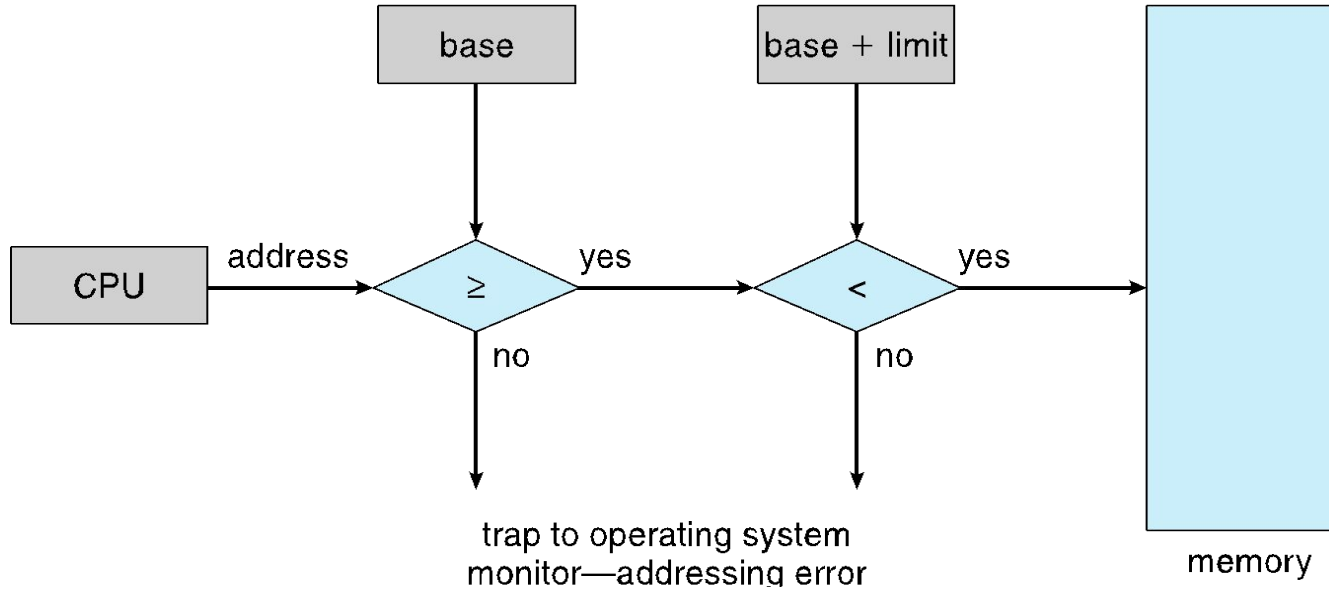 base
base + limit
CPU
address
≥
yes
<
yes
no
no
trap to operating system
monitor—addressing error
memory